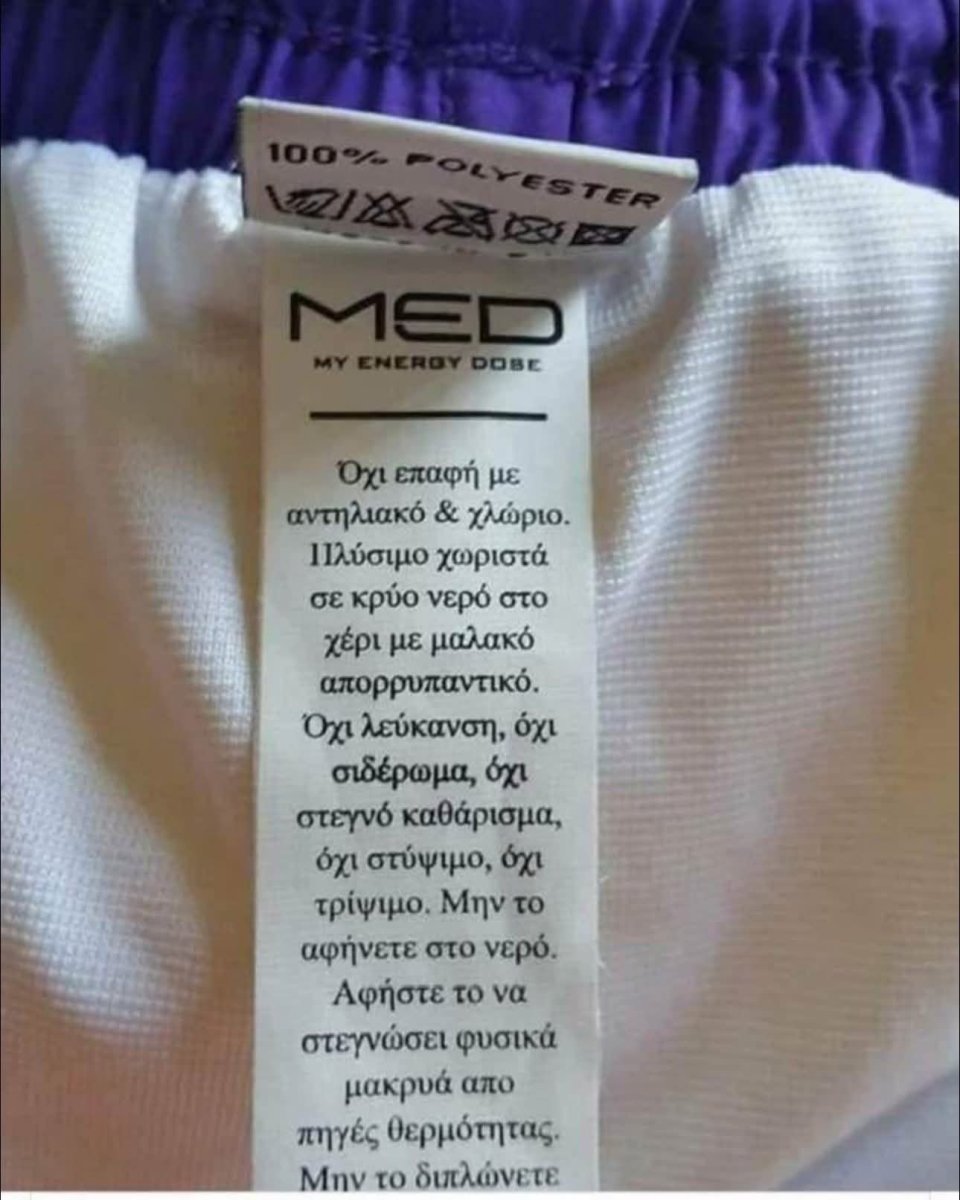 100% POLYESTER
MED
MY ENERGY DOSE
Όχι επαφή με
αντηλιακό & χλώριο.
Πλύσιμο χωριστά
σε κρύο νερό στο
χέρι με μαλακό
απορρυπαντικό.
Όχι λεύκανση, όχι
σιδέρωμα, όχι
στεγνό καθάρισμα,
όχι στύψιμο, όχι
τρίψιμο. Μην το
αφήνετε στο νερό.
Αφήστε το να
στεγνώσει φυσικά
μακρυά απο
πηγές θερμότητας.
Μην το διπλώνετε